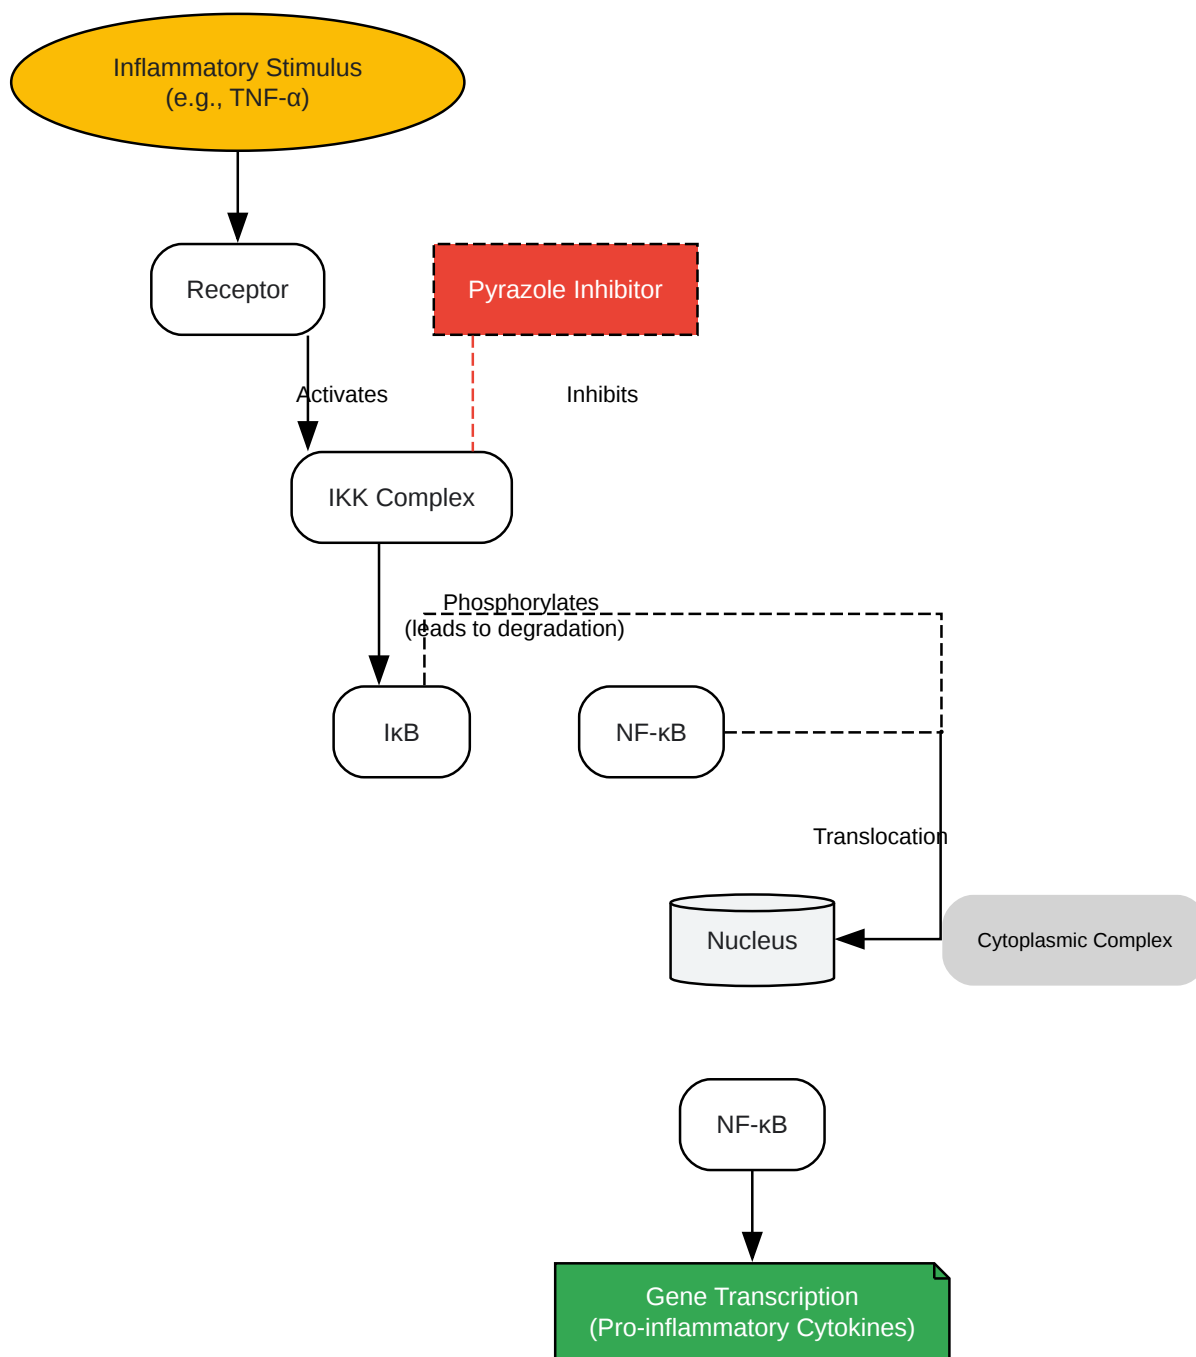 Inflammatory Stimulus
(e.g., TNF-α)
Receptor
Pyrazole Inhibitor
Activates
Inhibits
IKK Complex
Phosphorylates
(leads to degradation)
IκB
NF-κB
Translocation
Nucleus
Cytoplasmic Complex
NF-κB
Gene Transcription
(Pro-inflammatory Cytokines)